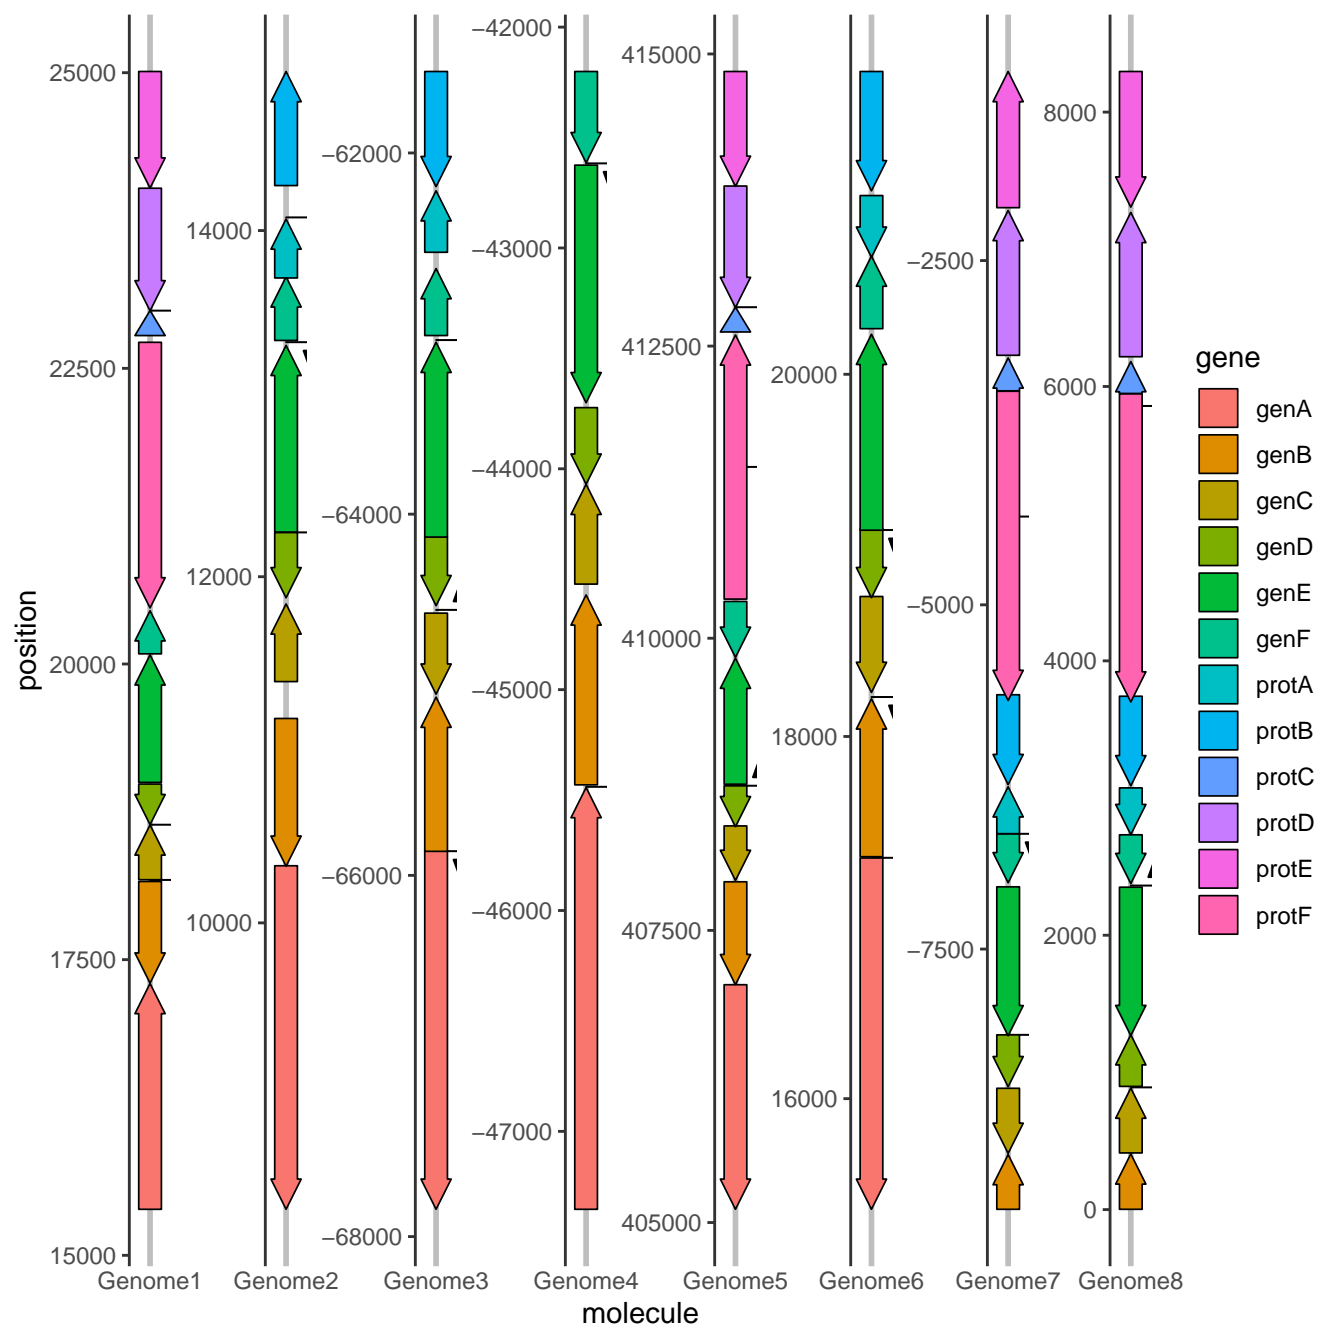 position
25000
22500
20000
17500
15000
Genome1
14000
12000
10000
Genome2
−62000
−64000
−66000
−68000
Genome3
−42000
−43000
−44000
−45000
−46000
−47000
Genome4
415000
412500
410000
407500
405000
Genome5
20000
18000
16000
Genome6
−2500
−5000
−7500
Genome7
8000
6000
4000
2000
0
Genome8
molecule
gene
genA
genB
genC
genD
genE
genF
protA
protB
protC
protD
protE
protF